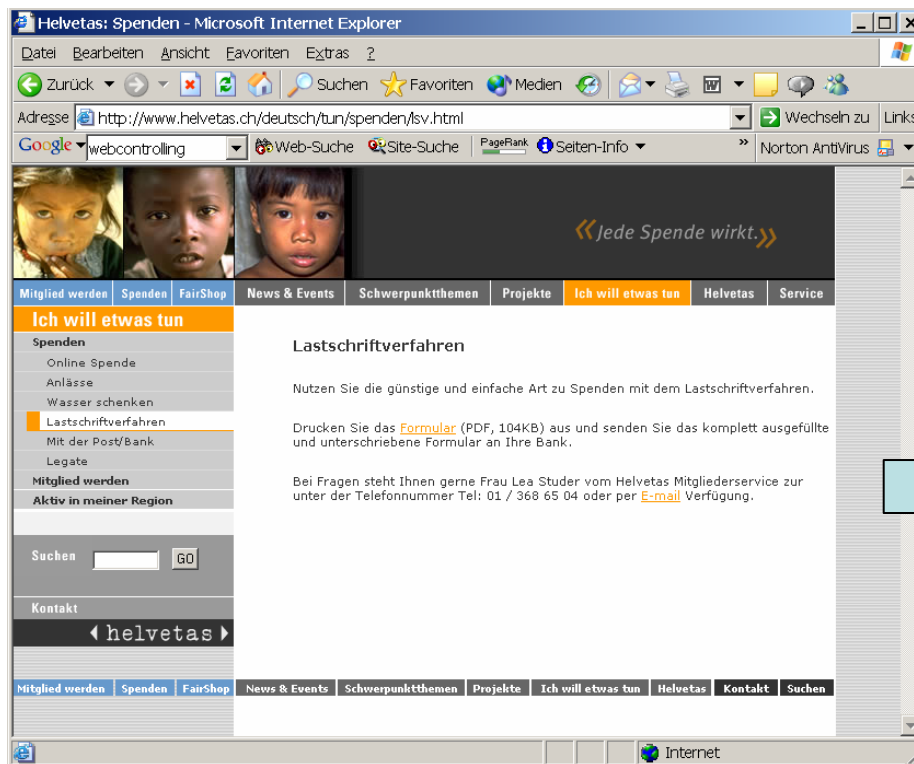 Helvetas: Spenden - Microsoft Internet Explorer
Datei Bearbeiten Ansicht Favoriten Extras ?
Zurück Suchen Favoriten Medien
Adresse http://www.helvetas.ch/deutsch/tun/spenden/lsv.html Wechseln zu Links
Google webcontrolling Web-Suche Site-Suche PageRank Seiten-Info » Norton AntiVirus
«Jede Spende wirkt.»
Mitglied werden Spenden FairShop News & Events Schwerpunktthemen Projekte Ich will etwas tun Helvetas Service
Ich will etwas tun
Spenden
Online Spende
Anlässe
Wasser schenken
Lastschriftverfahren
Mit der Post/Bank
Legate
Mitglied werden
Aktiv in meiner Region
Suchen GO
Kontakt
helvetas
Lastschriftverfahren
Nutzen Sie die günstige und einfache Art zu Spenden mit dem Lastschriftverfahren.
Drucken Sie das Formular (PDF, 104KB) aus und senden Sie das komplett ausgefüllte
und unterschriebene Formular an Ihre Bank.
Bei Fragen steht Ihnen gerne Frau Lea Studer vom Helvetas Mitgliederservice zur
unter der Telefonnummer Tel: 01 / 368 65 04 oder per E-mail Verfügung.
Mitglied werden Spenden FairShop News & Events Schwerpunktthemen Projekte Ich will etwas tun Helvetas Kontakt Suchen
Internet